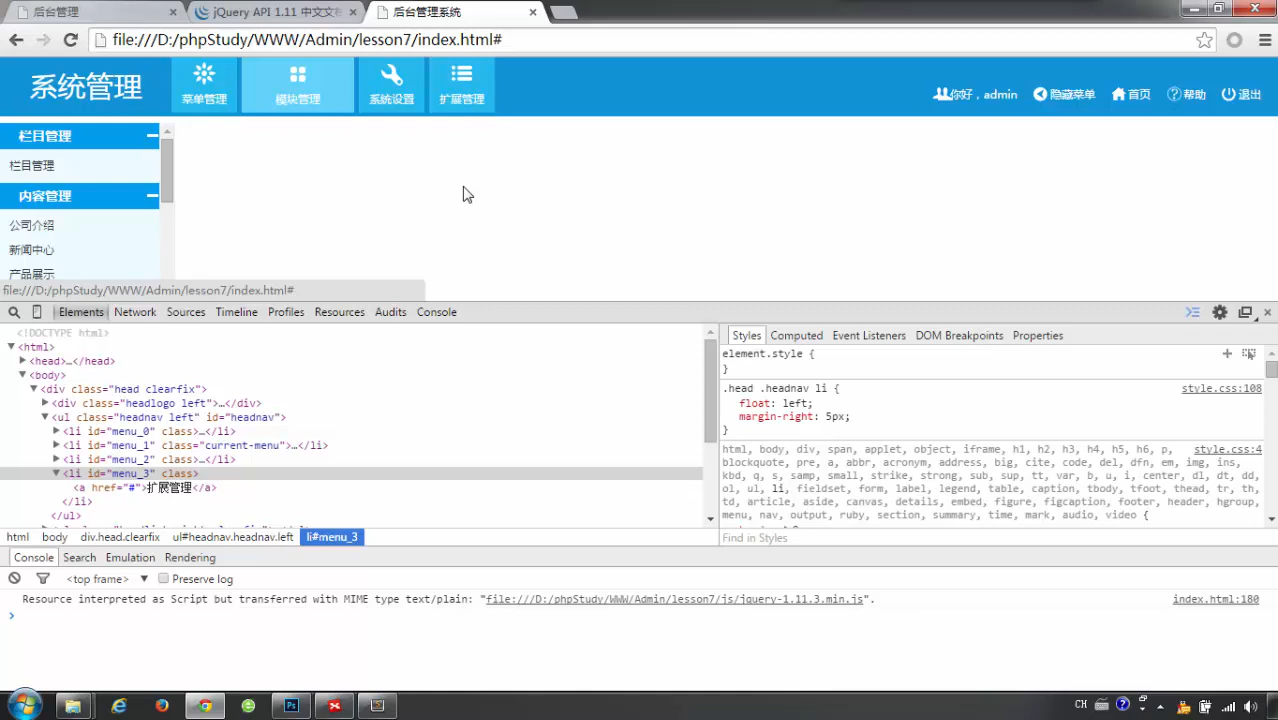 后台管理
jQuery API 1.11 中文文
后台管理系统
file:///D:/phpStudy/WWW/Admin/lesson7/index.html#
系统管理
菜单管理
模块管理
系统设置
扩展管理
你好，admin
隐藏菜单
首页
帮助
退出
栏目管理
栏目管理
内容管理
公司介绍
新闻中心
产品展示
file:///D:/phpStudy/WWW/Admin/lesson7/index.html#
Elements Network Sources Timeline Profiles Resources Audits Console
<!DOCTYPE html>
<html>
<head>…</head>
<body>
<div class="head clearfix">
<div class="headlogo left">…</div>
<ul class="headnav left" id="headnav">
<li id="menu_0" class>…</li>
<li id="menu_1" class="current-menu">…</li>
<li id="menu_2" class>…</li>
<li id="menu_3" class>
<a href="#">扩展管理</a>
</li>
</ul>
html body div.head.clearfix ul#headnav.headnav.left li#menu_3
Styles Computed Event Listeners DOM Breakpoints Properties
element.style {
}
.head .headnav li { style.css:108
float: left;
margin-right: 5px;
}
html, body, div, span, applet, object, iframe, h1, h2, h3, h4, h5, h6, p, style.css:4
blockquote, pre, a, abbr, acronym, address, big, cite, code, del, dfn, em, img, ins,
kbd, q, s, samp, small, strike, strong, sub, sup, tt, var, b, u, i, center, dl, dt, dd,
ol, ul, li, fieldset, form, label, legend, table, caption, tbody, tfoot, thead, tr, th,
td, article, aside, canvas, details, embed, figure, figcaption, footer, header, hgroup,
menu, nav, output, ruby, section, summary, time, mark, audio, video {
Find in Styles
Console Search Emulation Rendering
<top frame> Preserve log
Resource interpreted as Script but transferred with MIME type text/plain: "file:///D:/phpStudy/WWW/Admin/lesson7/js/jquery-1.11.3.min.js". index.html:180
CH